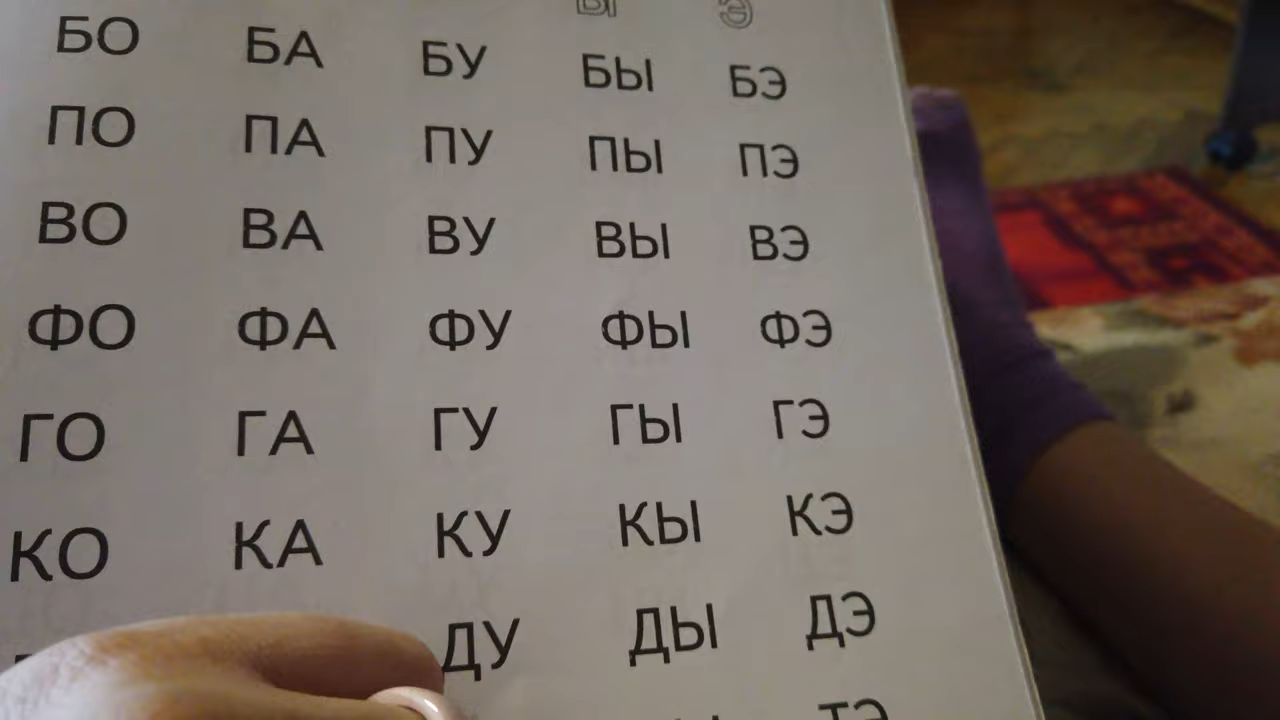 Ы Э
БО БА БУ БЫ БЭ
ПО ПА ПУ ПЫ ПЭ
ВО ВА ВУ ВЫ ВЭ
ФО ФА ФУ ФЫ ФЭ
ГО ГА ГУ ГЫ ГЭ
КО КА КУ КЫ КЭ
ДУ ДЫ ДЭ
ТЭ